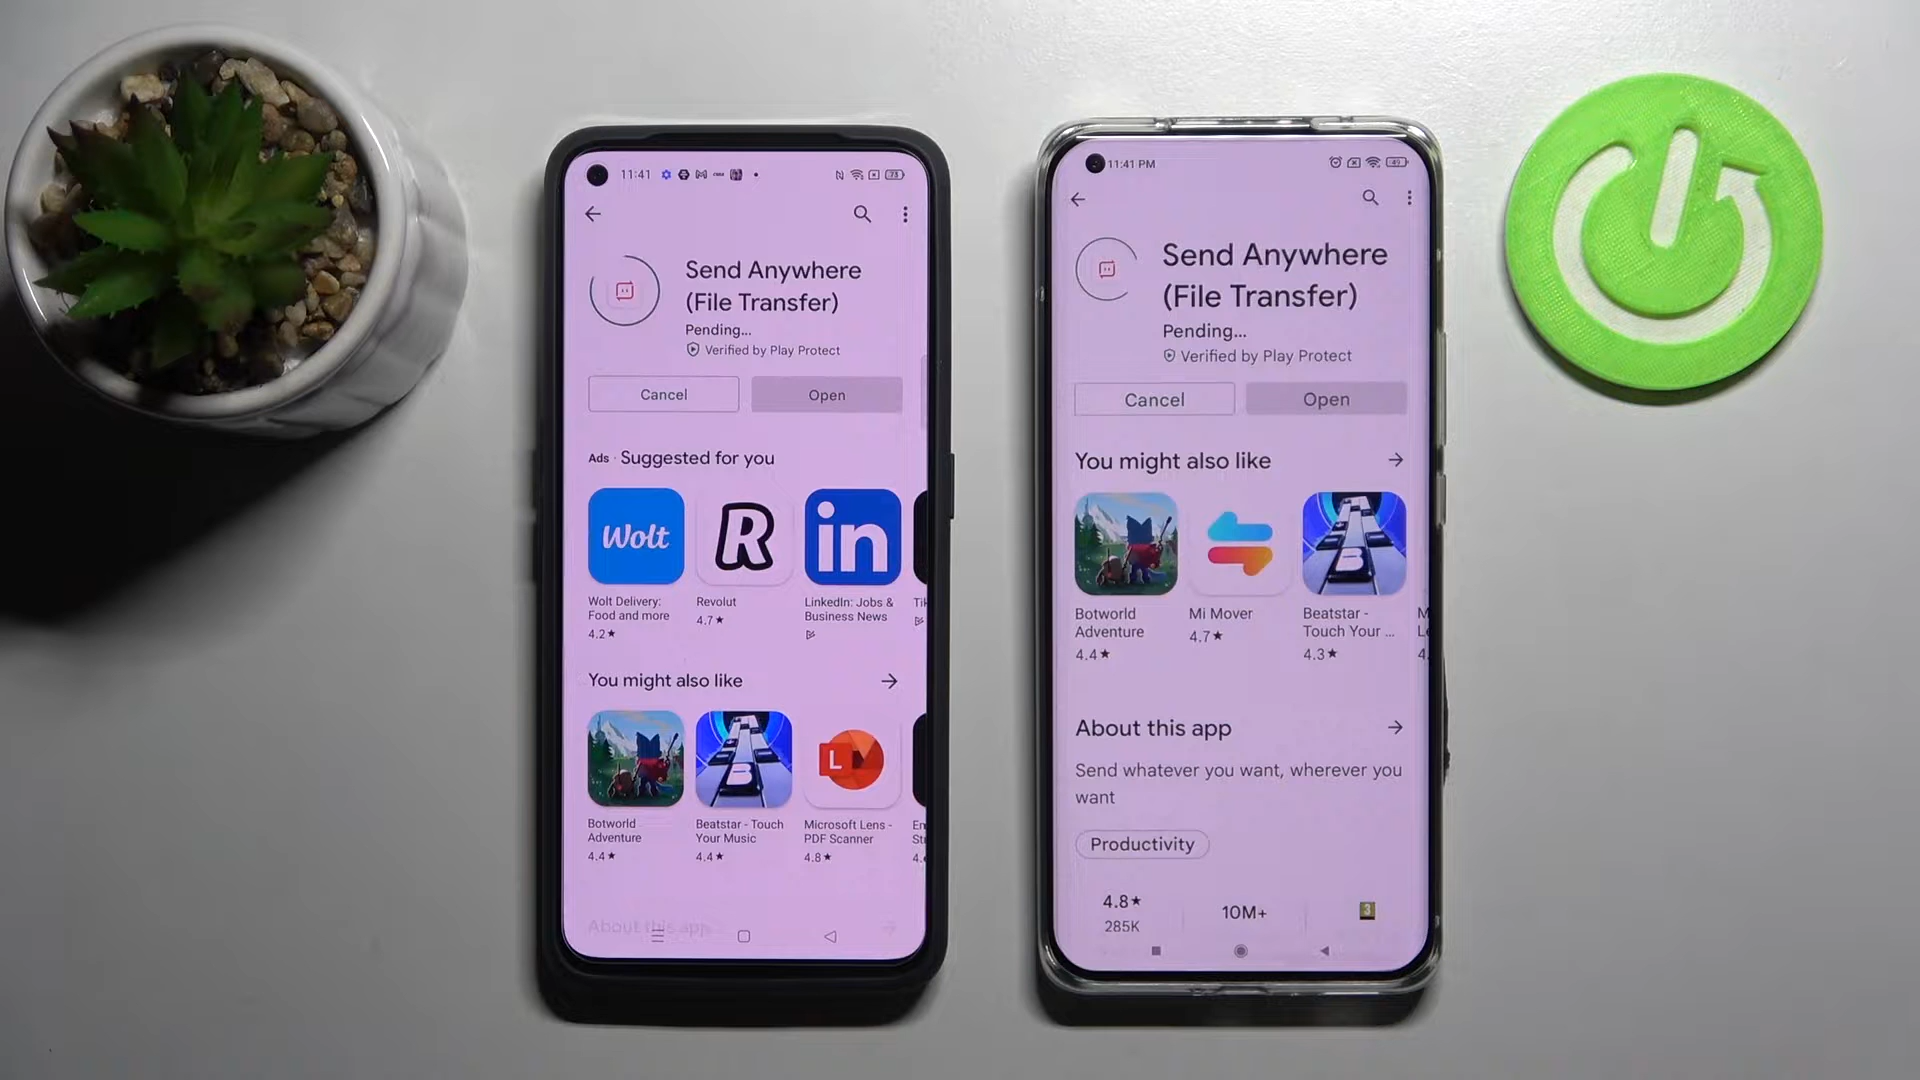 11:41
Send Anywhere
(File Transfer)
Pending...
Verified by Play Protect
Cancel
Open
Ads · Suggested for you
Wolt
R
in
Wolt Delivery:
Food and more
4.2★
Revolut
4.7★
LinkedIn: Jobs &
Business News
You might also like
L
Botworld
Adventure
4.4★
Beatstar - Touch
Your Music
4.4★
Microsoft Lens -
PDF Scanner
4.8★
About this app
11:41 PM
49
Send Anywhere
(File Transfer)
Pending...
Verified by Play Protect
Cancel
Open
You might also like
Botworld
Adventure
4.4★
Mi Mover
4.7★
Beatstar -
Touch Your ...
4.3★
About this app
Send whatever you want, wherever you
want
Productivity
4.8★
285K
10M+
3